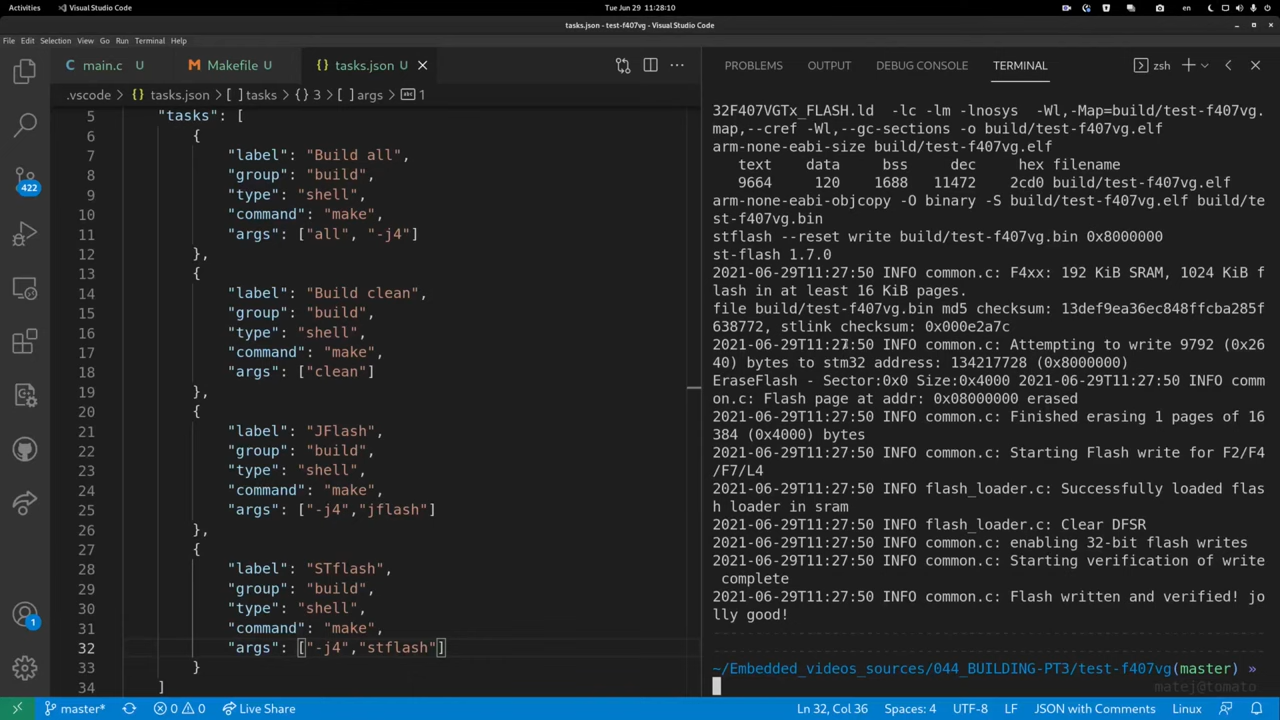 Activities Visual Studio Code Tue Jun 29 11:28:10 en
tasks.json - test-f407vg - Visual Studio Code
File Edit Selection View Go Run Terminal Help
main.c U Makefile U tasks.json U
PROBLEMS OUTPUT DEBUG CONSOLE TERMINAL zsh
.vscode > tasks.json > [ ] tasks > { } 3 > [ ] args > 1
5 "tasks": [
6 {
7 "label": "Build all",
8 "group": "build",
9 "type": "shell",
10 "command": "make",
11 "args": ["all", "-j4"]
12 },
13 {
14 "label": "Build clean",
15 "group": "build",
16 "type": "shell",
17 "command": "make",
18 "args": ["clean"]
19 },
20 {
21 "label": "JFlash",
22 "group": "build",
23 "type": "shell",
24 "command": "make",
25 "args": ["-j4","jflash"]
26 },
27 {
28 "label": "STflash",
29 "group": "build",
30 "type": "shell",
31 "command": "make",
32 "args": ["-j4","stflash"]
33 }
34 ]
422
1
32F407VGTx_FLASH.ld -lc -lm -lnosys -Wl,-Map=build/test-f407vg.
map,--cref -Wl,--gc-sections -o build/test-f407vg.elf
arm-none-eabi-size build/test-f407vg.elf
text data bss dec hex filename
9664 120 1688 11472 2cd0 build/test-f407vg.elf
arm-none-eabi-objcopy -O binary -S build/test-f407vg.elf build/te
st-f407vg.bin
stflash --reset write build/test-f407vg.bin 0x8000000
st-flash 1.7.0
2021-06-29T11:27:50 INFO common.c: F4xx: 192 KiB SRAM, 1024 KiB f
lash in at least 16 KiB pages.
file build/test-f407vg.bin md5 checksum: 13def9ea36ec848ffcba285f
638772, stlink checksum: 0x000e2a7c
2021-06-29T11:27:50 INFO common.c: Attempting to write 9792 (0x26
40) bytes to stm32 address: 134217728 (0x8000000)
EraseFlash - Sector:0x0 Size:0x4000 2021-06-29T11:27:50 INFO comm
on.c: Flash page at addr: 0x08000000 erased
2021-06-29T11:27:50 INFO common.c: Finished erasing 1 pages of 16
384 (0x4000) bytes
2021-06-29T11:27:50 INFO common.c: Starting Flash write for F2/F4
/F7/L4
2021-06-29T11:27:50 INFO flash_loader.c: Successfully loaded flas
h loader in sram
2021-06-29T11:27:50 INFO flash_loader.c: Clear DFSR
2021-06-29T11:27:50 INFO common.c: enabling 32-bit flash writes
2021-06-29T11:27:50 INFO common.c: Starting verification of write
complete
2021-06-29T11:27:50 INFO common.c: Flash written and verified! jo
lly good!
~/Embedded_videos_sources/044_BUILDING-PT3/test-f407vg(master) »
matej@tomato
master* 0 0 Live Share Ln 32, Col 36 Spaces: 4 UTF-8 LF JSON with Comments Linux